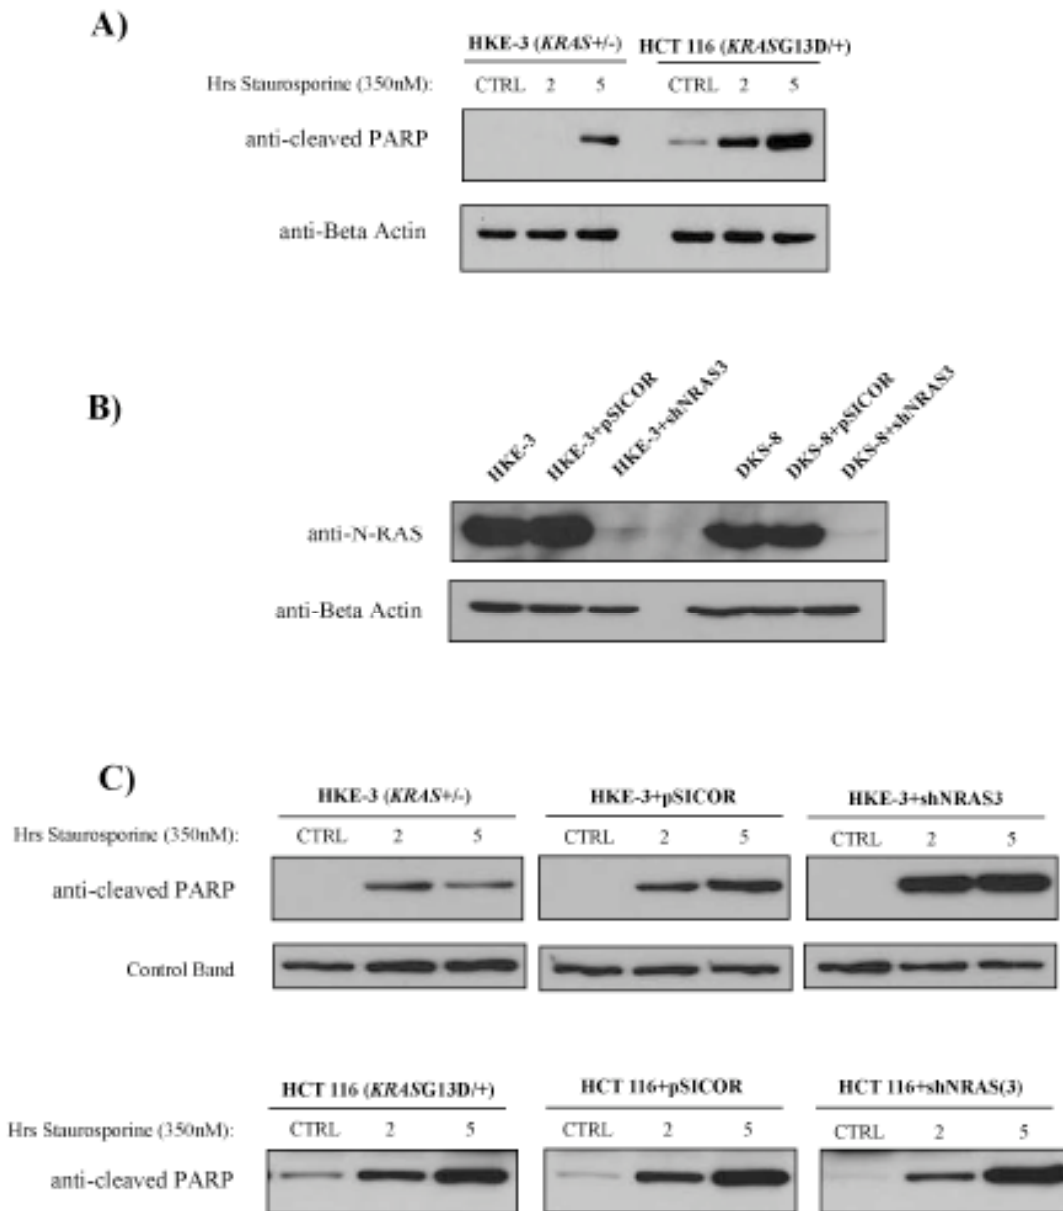 A)
HKE-3 (KRAS+/-) HCT 116 (KRASG13D/+)
Hrs Staurosporine (350nM): CTRL 2 5 CTRL 2 5
anti-cleaved PARP
anti-Beta Actin
B)
HKE-3 HKE-3+pSICOR HKE-3+shNRAS3 DKS-8 DKS-8+pSICOR DKS-8+shNRAS3
anti-N-RAS
anti-Beta Actin
C)
HKE-3 (KRAS+/-) HKE-3+pSICOR HKE-3+shNRAS3
Hrs Staurosporine (350nM): CTRL 2 5 CTRL 2 5 CTRL 2 5
anti-cleaved PARP
Control Band
HCT 116 (KRASG13D/+) HCT 116+pSICOR HCT 116+shNRAS(3)
Hrs Staurosporine (350nM): CTRL 2 5 CTRL 2 5 CTRL 2 5
anti-cleaved PARP